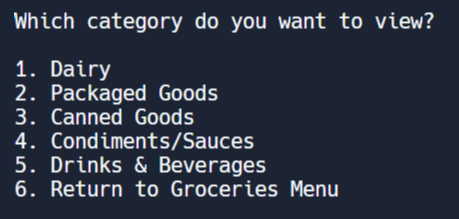 Which category do you want to view?
1. Dairy
2. Packaged Goods
3. Canned Goods
4. Condiments/Sauces
5. Drinks & Beverages
6. Return to Groceries Menu